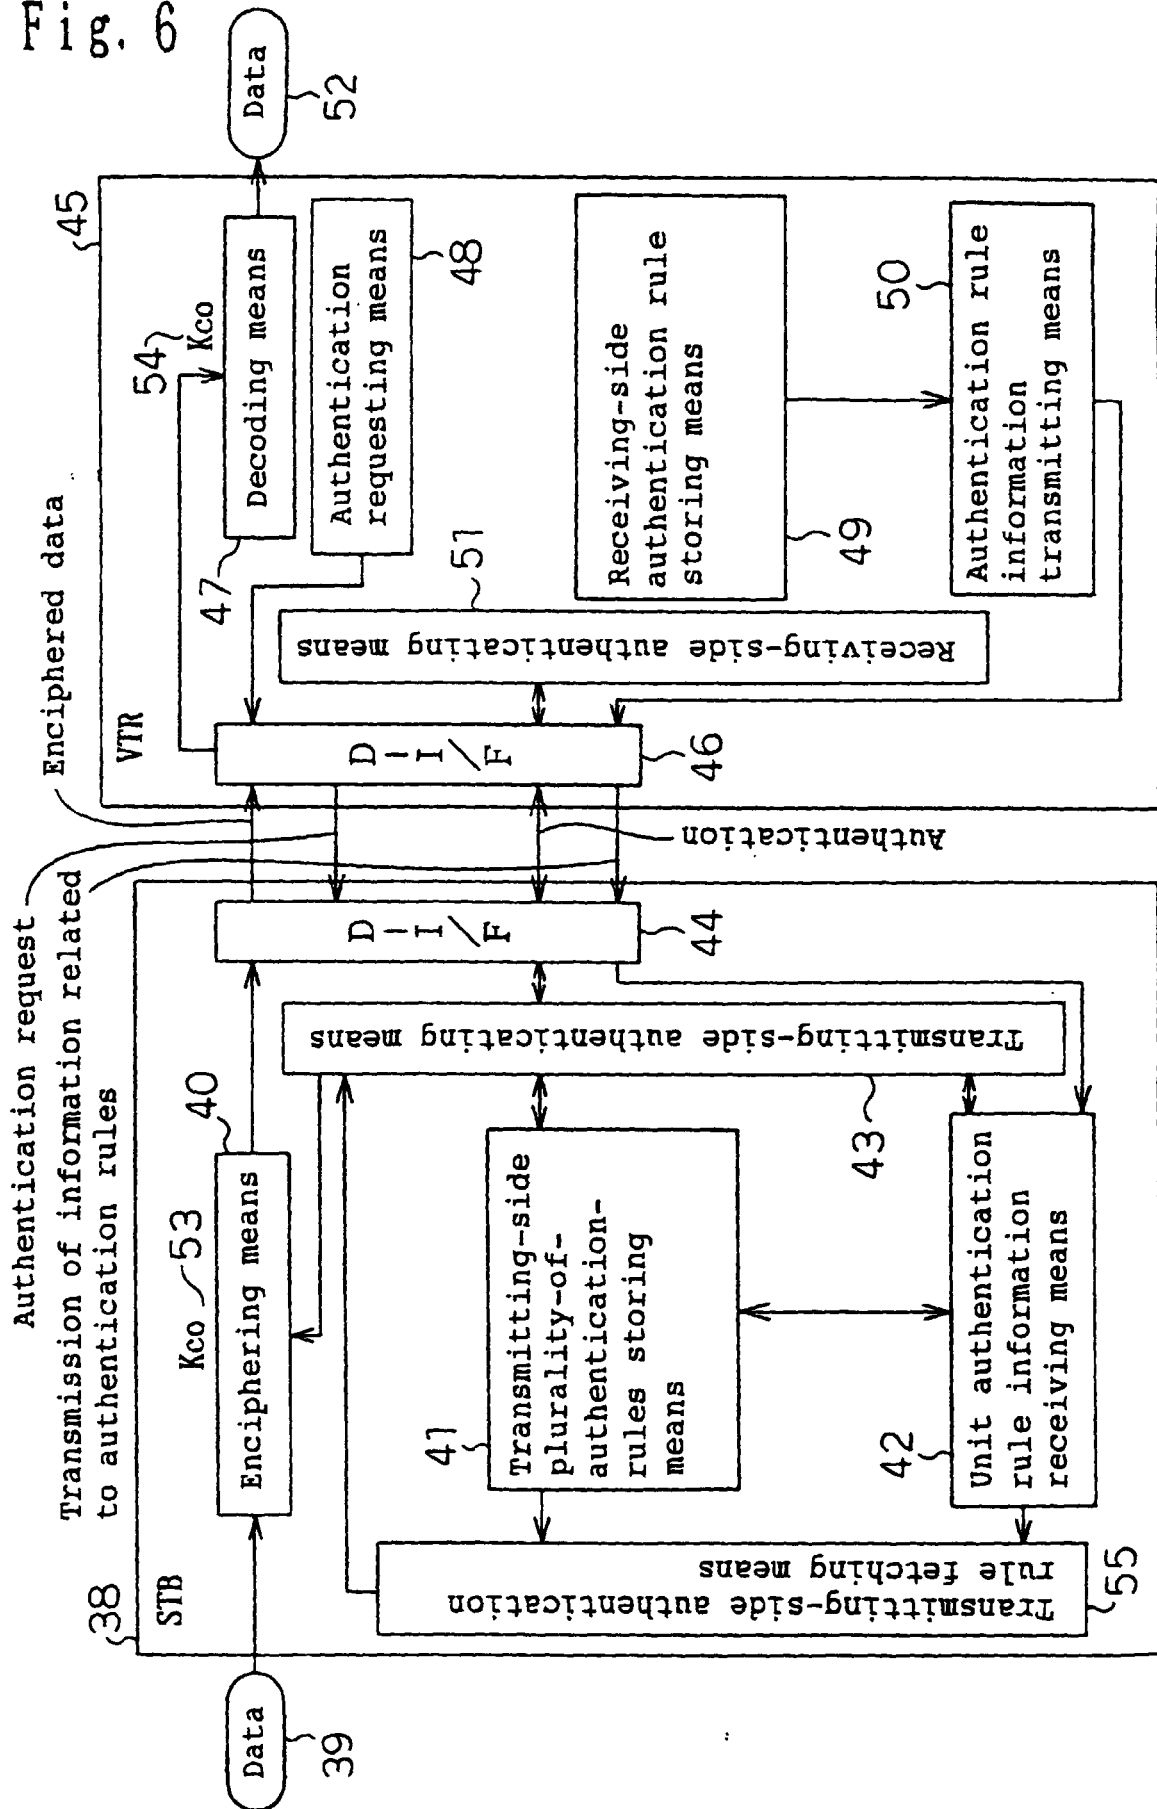 Fig. 6
Authentication request
Transmission of information related
to authentication rules
Enciphered data
38
STB
Data
39
Kco
53
40
Enciphering means
41
Transmitting-side
plurality-of-
authentication-
rules storing
means
42
Unit authentication
rule information
receiving means
Transmitting-side authentication
rule fetching means
55
Transmitting-side authenticating means
43
D-I/F
44
Authentication
45
VTR
D-I/F
46
47
54
Kco
Decoding means
Authentication
requesting means
48
Receiving-side authenticating means
51
Receiving-side
authentication rule
storing means
49
50
Authentication rule
information
transmitting means
Data
52